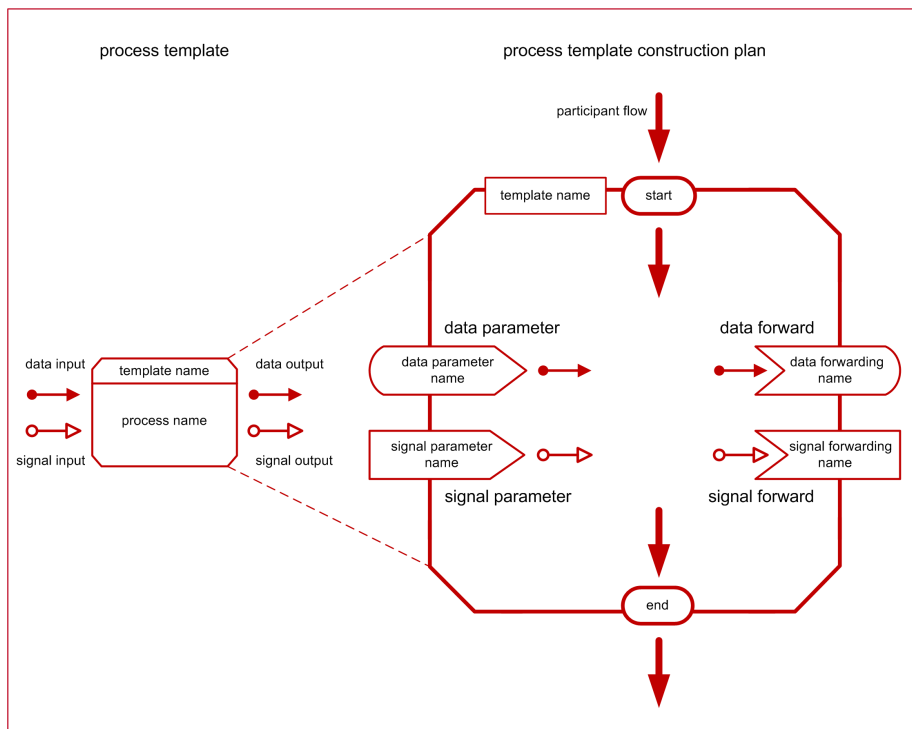 process template
process template construction plan
participant flow
template name
start
data parameter
data forward
data input
data output
template name
data parameter
name
data forwarding
name
process name
signal input
signal output
signal parameter
name
signal forwarding
name
signal parameter
signal forward
end